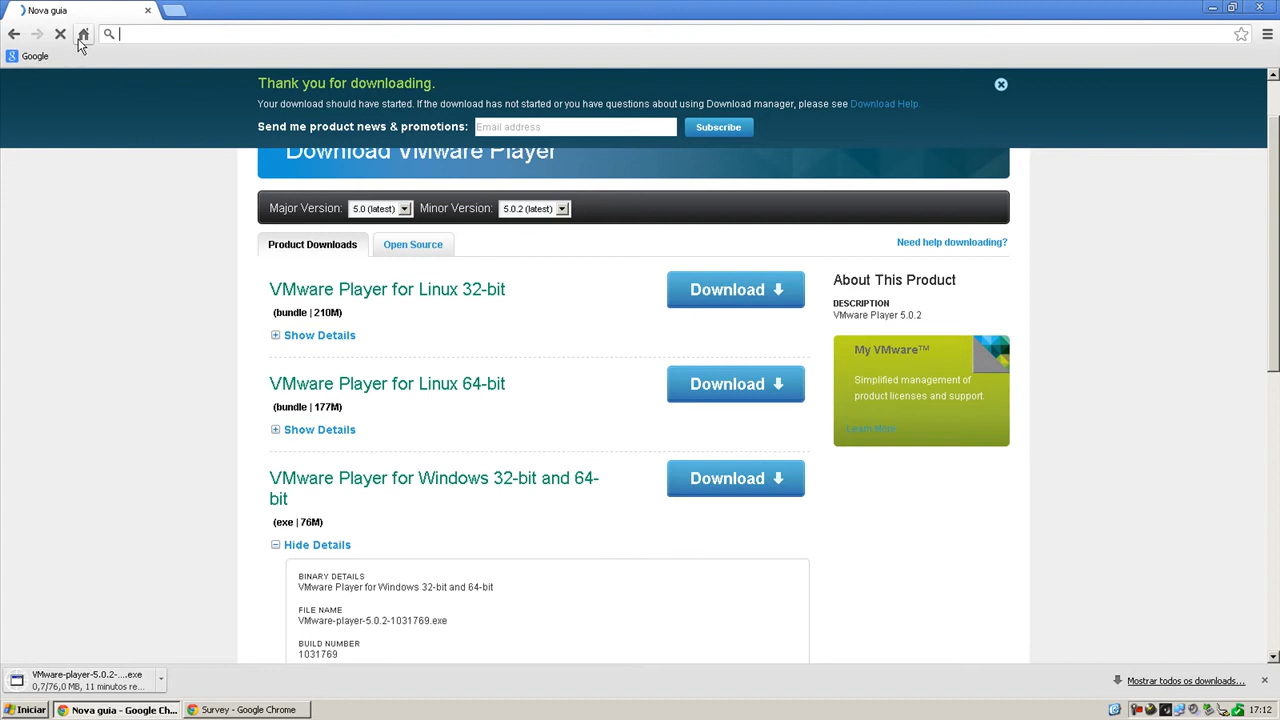 Nova guia
Google
Thank you for downloading.
Your download should have started. If the download has not started or you have questions about using Download manager, please see Download Help.
Send me product news & promotions: Email address Subscribe
Download VMware Player
Major Version: 5.0 (latest) Minor Version: 5.0.2 (latest)
Product Downloads Open Source Need help downloading?
VMware Player for Linux 32-bit
(bundle | 210M)
Show Details
Download
VMware Player for Linux 64-bit
(bundle | 177M)
Show Details
Download
VMware Player for Windows 32-bit and 64-
bit
(exe | 76M)
Hide Details
Download
BINARY DETAILS
VMware Player for Windows 32-bit and 64-bit
FILE NAME
VMware-player-5.0.2-1031769.exe
BUILD NUMBER
1031769
About This Product
DESCRIPTION
VMware Player 5.0.2
My VMware™
Simplified management of
product licenses and support.
Learn More
VMware-player-5.0.2-....exe
0,7/76,0 MB, 11 minutos re...
Mostrar todos os downloads...
Iniciar Nova guia - Google Ch... Survey - Google Chrome 17:12